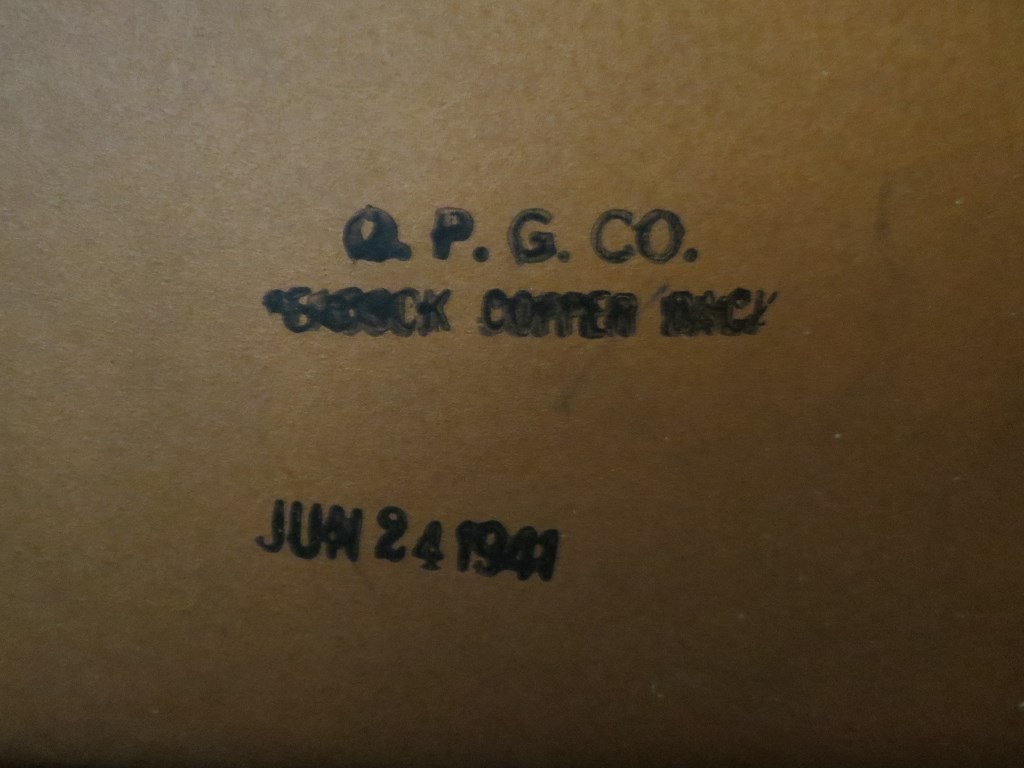 O. P. G. CO.
COPPER BACK
JUN 24 1941